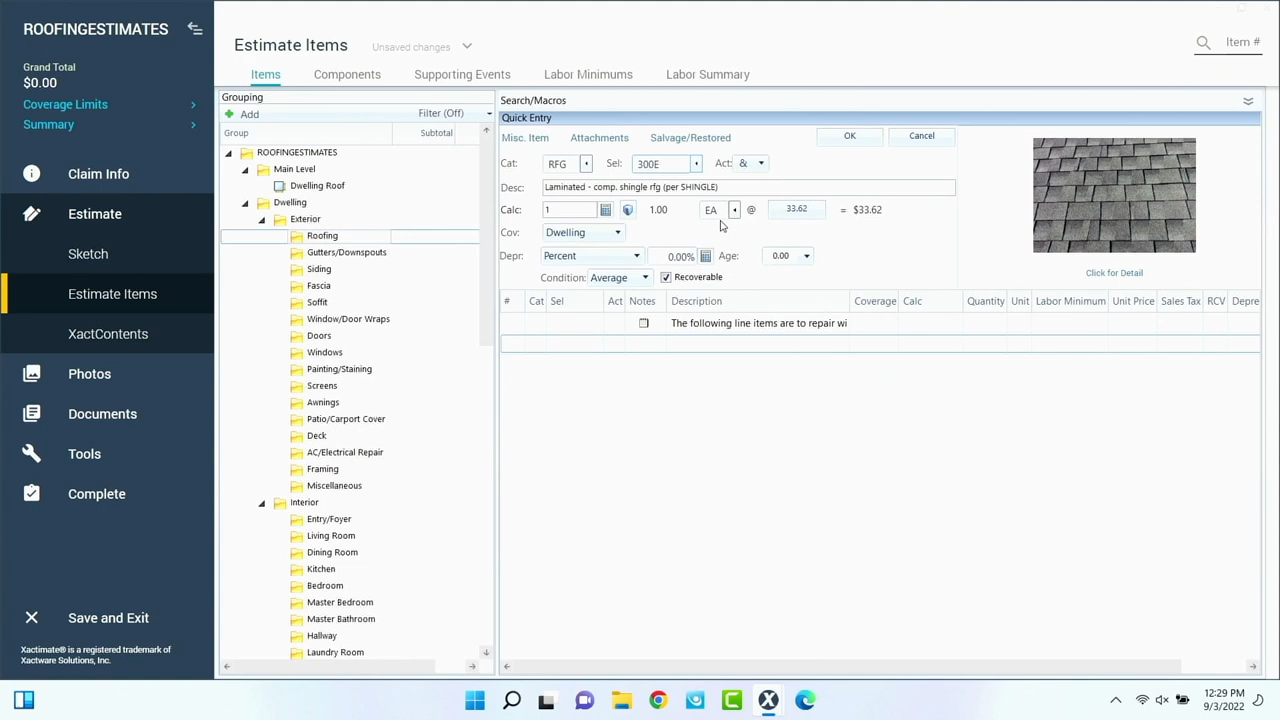 ROOFINGESTIMATES
Grand Total
$0.00
Coverage Limits
Summary
Claim Info
Estimate
Sketch
Estimate Items
XactContents
Photos
Documents
Tools
Complete
Save and Exit
Xactimate® is a registered trademark of
Xactware Solutions, Inc.
Estimate Items
Unsaved changes
Item #
Items
Components
Supporting Events
Labor Minimums
Labor Summary
Grouping
Add
Filter (Off)
Group
Subtotal
ROOFINGESTIMATES
Main Level
Dwelling Roof
Dwelling
Exterior
Roofing
Gutters/Downspouts
Siding
Fascia
Soffit
Window/Door Wraps
Doors
Windows
Painting/Staining
Screens
Awnings
Patio/Carport Cover
Deck
AC/Electrical Repair
Framing
Miscellaneous
Interior
Entry/Foyer
Living Room
Dining Room
Kitchen
Bedroom
Master Bedroom
Master Bathroom
Hallway
Laundry Room
Search/Macros
Quick Entry
Misc. Item
Attachments
Salvage/Restored
OK
Cancel
Cat: RFG Sel: 300E Act: &
Desc: Laminated - comp. shingle rfg (per SHINGLE)
Calc: 1 1.00 EA @ 33.62 = $33.62
Cov: Dwelling
Depr: Percent 0.00% Age: 0.00
Condition: Average Recoverable
Click for Detail
# Cat Sel Act Notes Description Coverage Calc Quantity Unit Labor Minimum Unit Price Sales Tax RCV Depre
The following line items are to repair wi
12:29 PM
9/3/2022